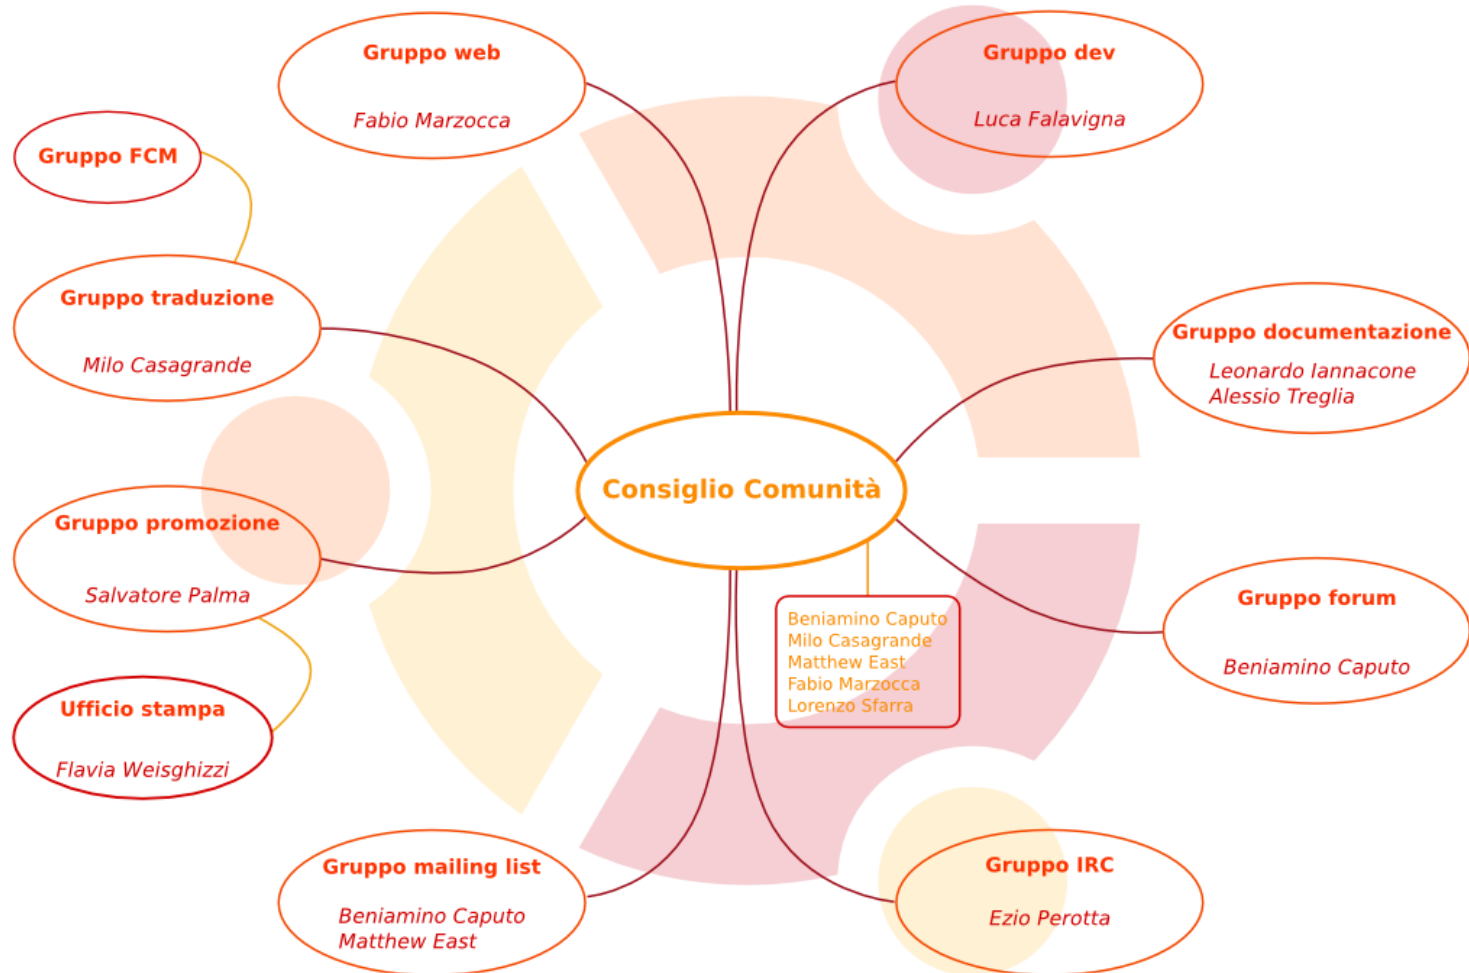 Gruppo web
Fabio Marzocca
Gruppo dev
Luca Falavigna
Gruppo FCM
Gruppo traduzione
Milo Casagrande
Gruppo documentazione
Leonardo Iannacone
Alessio Treglia
Consiglio Comunità
Beniamino Caputo
Milo Casagrande
Matthew East
Fabio Marzocca
Lorenzo Sfarra
Gruppo promozione
Salvatore Palma
Gruppo forum
Beniamino Caputo
Ufficio stampa
Flavia Weisghizzi
Gruppo mailing list
Beniamino Caputo
Matthew East
Gruppo IRC
Ezio Perotta